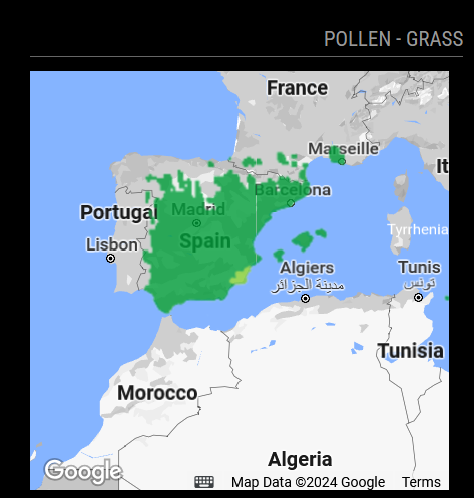 POLLEN - GRASS
France
Marseille
It
Barcelona
Portugal
Madrid
Spain
Lisbon
Tyrrhenia
Algiers
مدينة الجزائر
Tunis
تونس
Tunisia
Morocco
Algeria
Google
Map Data ©2024 Google
Terms